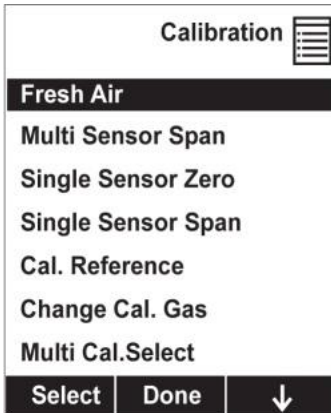 Calibration
Fresh Air
Multi Sensor Span
Single Sensor Zero
Single Sensor Span
Cal. Reference
Change Cal. Gas
Multi Cal.Select
Select Done ↓